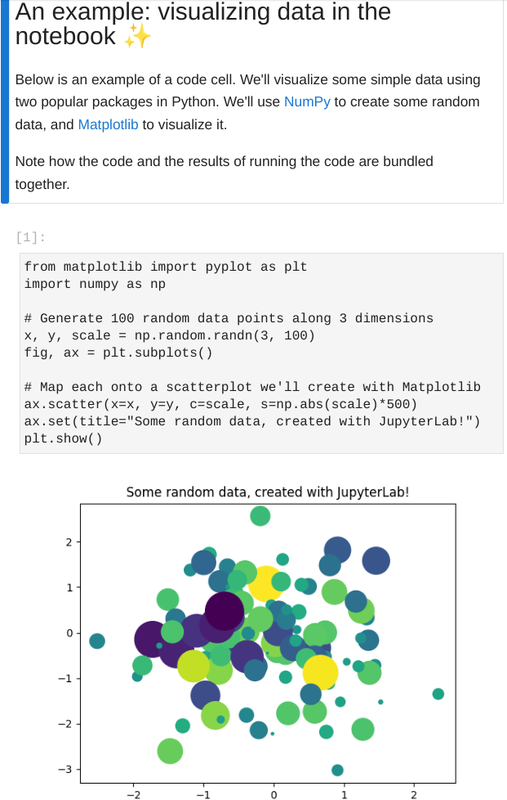 An example: visualizing data in the
notebook ✨
Below is an example of a code cell. We'll visualize some simple data using
two popular packages in Python. We'll use NumPy to create some random
data, and Matplotlib to visualize it.
Note how the code and the results of running the code are bundled
together.
[1]:
from matplotlib import pyplot as plt
import numpy as np
# Generate 100 random data points along 3 dimensions
x, y, scale = np.random.randn(3, 100)
fig, ax = plt.subplots()
# Map each onto a scatterplot we'll create with Matplotlib
ax.scatter(x=x, y=y, c=scale, s=np.abs(scale)*500)
ax.set(title="Some random data, created with JupyterLab!")
plt.show()
Some random data, created with JupyterLab!
2
1
0
−1
−2
−3
−2 −1 0 1 2